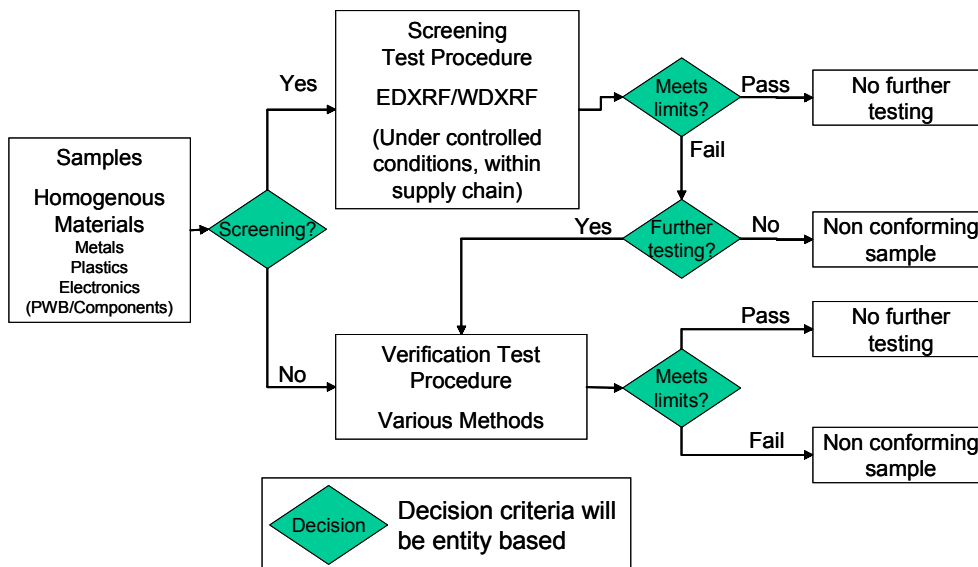 Samples
Homogenous
Materials
Metals
Plastics
Electronics
(PWB/Components)
Screening?
Yes
No
Screening
Test Procedure
EDXRF/WDXRF
(Under controlled
conditions, within
supply chain)
Meets
limits?
Pass
No further
testing
Fail
Further
testing?
Yes
No
Non conforming
sample
Verification Test
Procedure
Various Methods
Meets
limits?
Pass
No further
testing
Fail
Non conforming
sample
Decision
Decision criteria will
be entity based